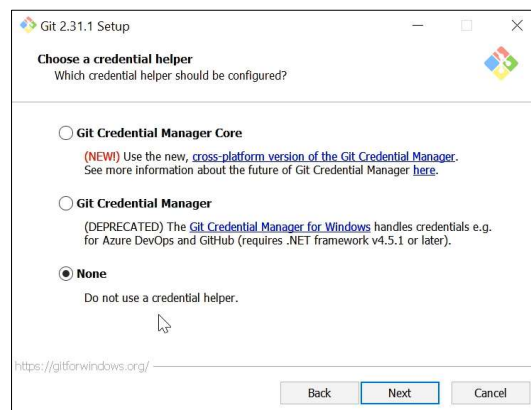 Git 2.31.1 Setup
Choose a credential helper
Which credential helper should be configured?
Git Credential Manager Core
(NEW!) Use the new, cross-platform version of the Git Credential Manager.
See more information about the future of Git Credential Manager here.
Git Credential Manager
(DEPRECATED) The Git Credential Manager for Windows handles credentials e.g.
for Azure DevOps and GitHub (requires .NET framework v4.5.1 or later).
None
Do not use a credential helper.
https://gitforwindows.org/
Back Next Cancel